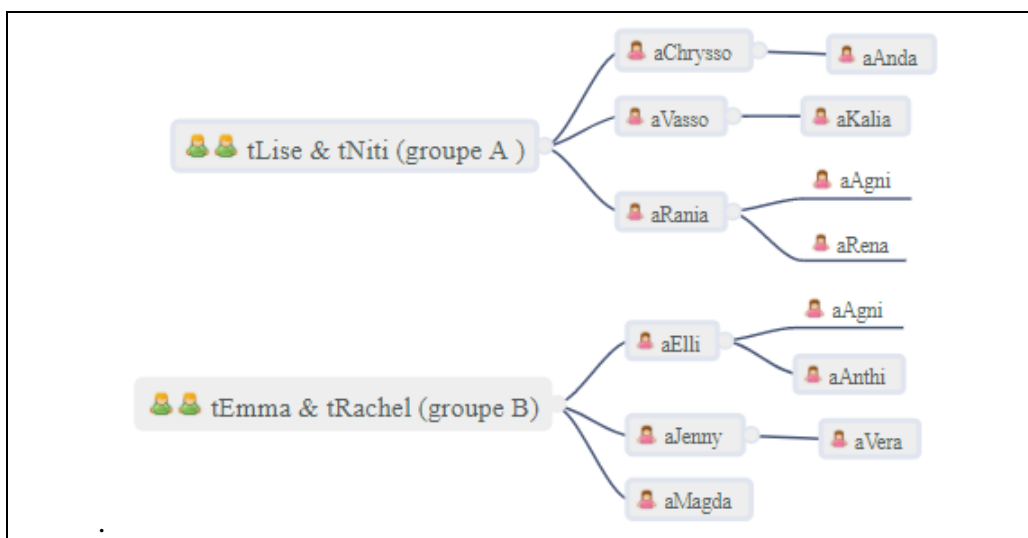 aChrysso
aAnda
aVasso
aKalia
tLise & tNiti (groupe A )
aAgni
aRania
aRena
aAgni
aElli
aAnthi
tEmma & tRachel (groupe B)
aJenny
aVera
aMagda
.